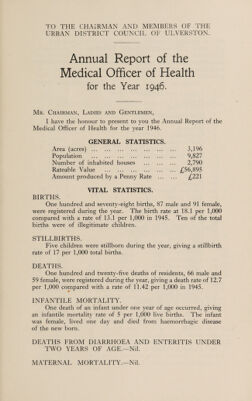 TO THE CHAIRMAN AND MEMBERS OF THE
URBAN DISTRICT COUNCIL OF ULVERSTON.
Annual Report of the
Medical Officer of Health
for the Year 1946.
MR. CHAIRMAN, LADIES AND GENTLEMEN,
I have the honour to present to you the Annual Report of the
Medical Officer of Health for the year 1946.
GENERAL STATISTICS.
Area (acres) ... ... ... ... ... ... ... 3,196
Population ... ... ... ... ... ... ... 9,827
Number of inhabited houses ... ... ... 2,790
Rateable Value ... ... ... ... ... ... £56,895
Amount produced by a Penny Rate ... ... £221
VITAL STATISTICS.
BIRTHS.
One hundred and seventy-eight births, 87 male and 91 female,
were registered during the year. The birth rate at 18.1 per 1,000
compared with a rate of 15.1 per 1,000 in 1945. Ten of the total
births were of illegitimate children.
STILLBIRTHS.
Five children were stillborn during the year, giving a stillbirth
rate of 17 per 1,000 total births.
DEATHS.
One hundred and twenty-five deaths of residents, 66 male and
59 female, were registered during the year, giving a death rate of 12.7
per 1,000 compared with a rate of 11.42 per 1,000 in 1945.
INFANTILE MORTALITY.
One death of an infant under one year of age occurred, giving
an infantile mortality rate of 5 per 1,000 live births. The infant
was female, lived one day and died from haemorrhagic disease
of the new born.
DEATHS FROM DIARRHOEA AND ENTERITIS UNDER
TWO YEARS OF AGE.—Nil.
MATERNAL MORTALITY.—Nil.